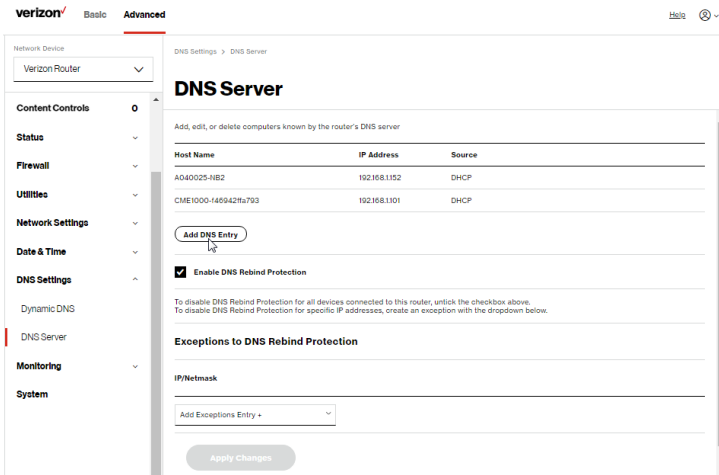 verizon✓ Basic Advanced Help
Network Device
Verizon Router
Content Controls 0
Status
Firewall
Utilities
Network Settings
Date & Time
DNS Settings
Dynamic DNS
DNS Server
Monitoring
System
DNS Settings > DNS Server
DNS Server
Add, edit, or delete computers known by the router's DNS server
Host Name IP Address Source
A040025-NB2 192.168.1.152 DHCP
CME1000-f46942ffa793 192.168.1.101 DHCP
Add DNS Entry
Enable DNS Rebind Protection
To disable DNS Rebind Protection for all devices connected to this router, untick the checkbox above.
To disable DNS Rebind Protection for specific IP addresses, create an exception with the dropdown below.
Exceptions to DNS Rebind Protection
IP/Netmask
Add Exceptions Entry +
Apply Changes